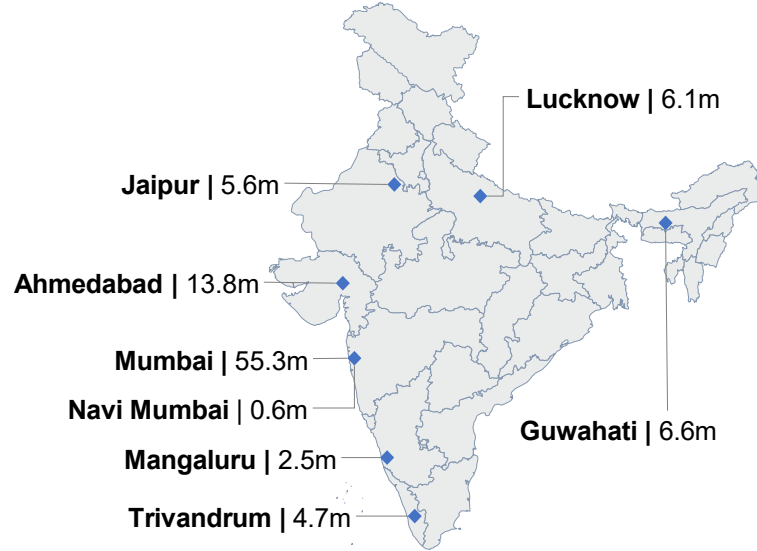 Lucknow | 6.1m
Jaipur | 5.6m
Ahmedabad | 13.8m
Mumbai | 55.3m
Navi Mumbai | 0.6m
Guwahati | 6.6m
Mangaluru | 2.5m
Trivandrum | 4.7m